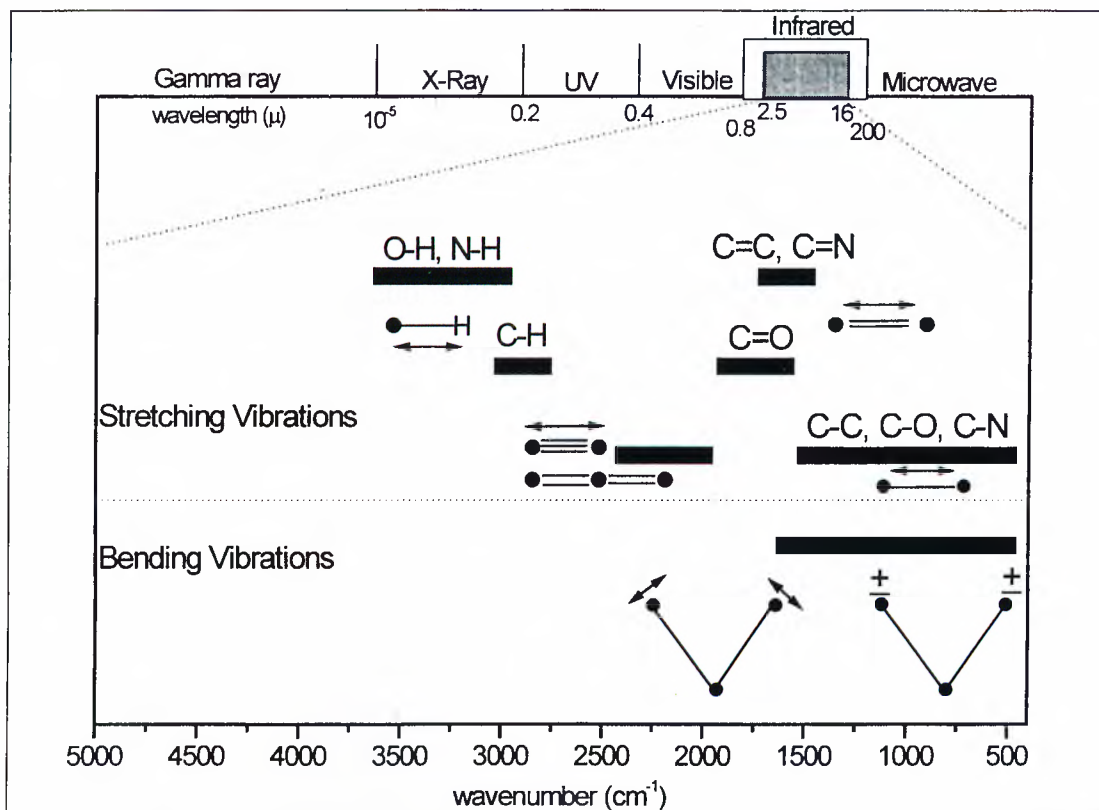 Infrared
Gamma ray X-Ray UV Visible Microwave
wavelength (μ) 10⁻⁵ 0.2 0.4 0.8 2.5 16 200
O-H, N-H C=C, C=N
H
C-H C=O
Stretching Vibrations
C-C, C-O, C-N
Bending Vibrations
± ±
5000 4500 4000 3500 3000 2500 2000 1500 1000 500
wavenumber (cm⁻¹)